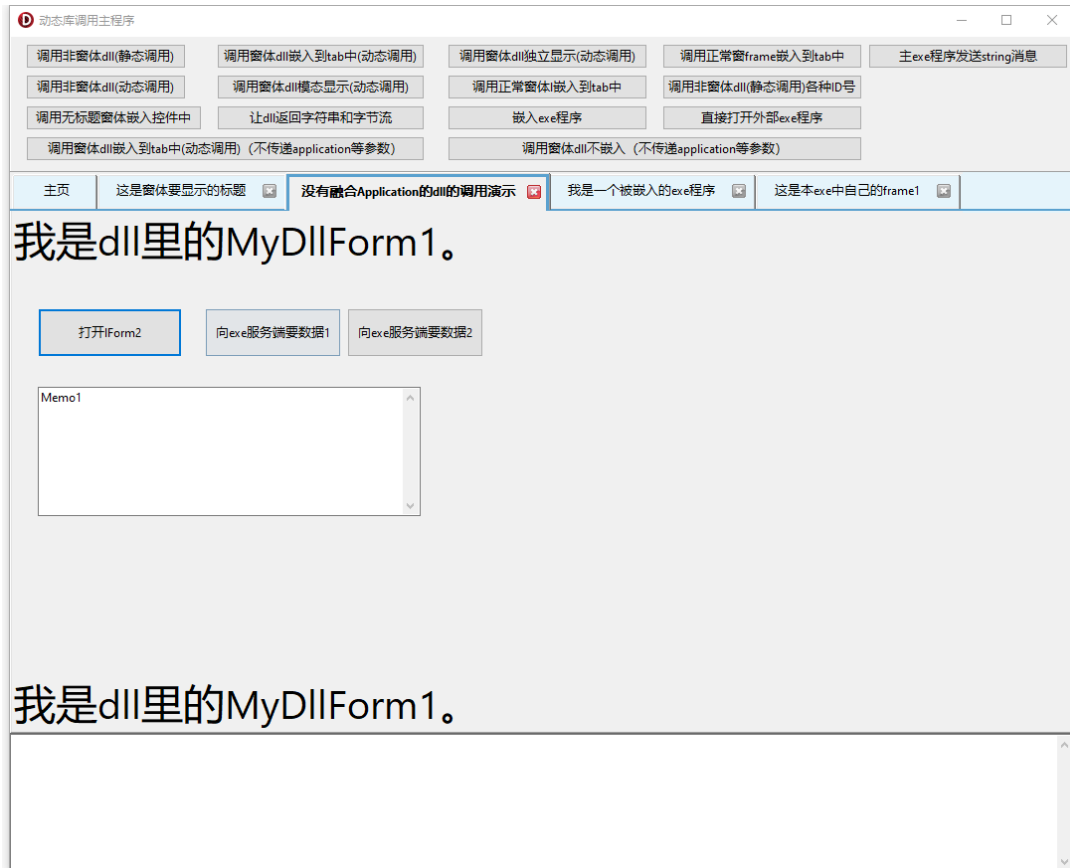 动态库调用主程序
调用非窗体dll(静态调用) 调用窗体dll嵌入到tab中(动态调用) 调用窗体dll独立显示(动态调用) 调用正常窗frame嵌入到tab中 主exe程序发送string消息
调用非窗体dll(动态调用) 调用窗体dll模态显示(动态调用) 调用正常窗体I嵌入到tab中 调用非窗体dll(静态调用)各种ID号
调用无标题窗体嵌入控件中 让dll返回字符串和字节流 嵌入exe程序 直接打开外部exe程序
调用窗体dll嵌入到tab中(动态调用)（不传递application等参数） 调用窗体dll不嵌入（不传递application等参数）
主页 这是窗体要显示的标题 没有融合Application的dll的调用演示 我是一个被嵌入的exe程序 这是本exe中自己的frame1
我是dll里的MyDllForm1。
打开IForm2 向exe服务端要数据1 向exe服务端要数据2
Memo1
我是dll里的MyDllForm1。